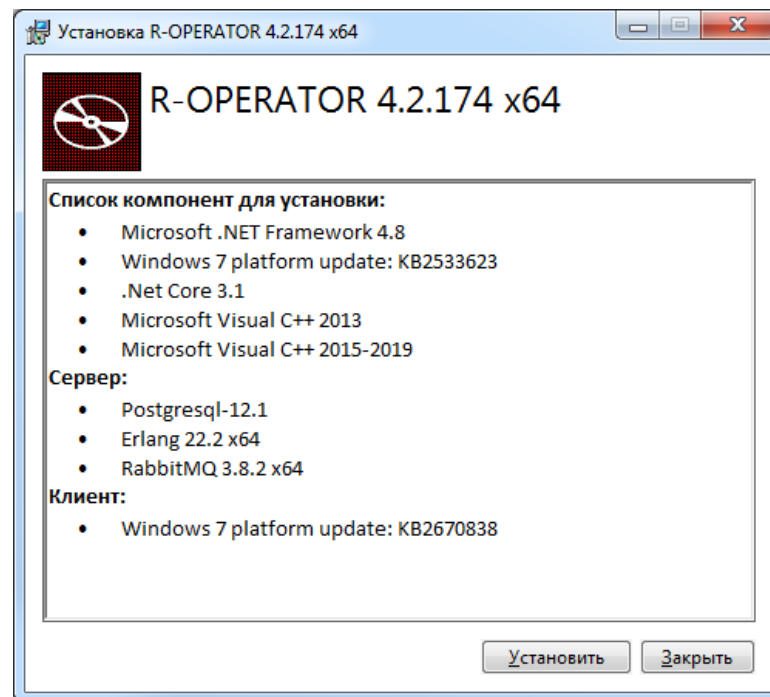 Установка R-OPERATOR 4.2.174 x64
R-OPERATOR 4.2.174 x64
Список компонент для установки:
• Microsoft .NET Framework 4.8
• Windows 7 platform update: KB2533623
• .Net Core 3.1
• Microsoft Visual C++ 2013
• Microsoft Visual C++ 2015-2019
Сервер:
• Postgresql-12.1
• Erlang 22.2 x64
• RabbitMQ 3.8.2 x64
Клиент:
• Windows 7 platform update: KB2670838
Установить Закрыть